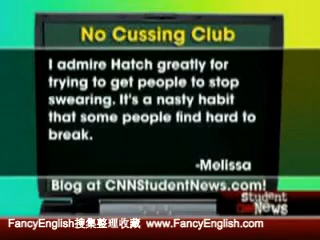 No Cussing Club
I admire Hatch greatly for
trying to get people to stop
swearing. It's a nasty habit
that some people find hard to
break.
-Melissa
Blog at CNNStudentNews.com!
Student
CNN News
FancyEnglish搜集整理收藏 www.FancyEnglish.com